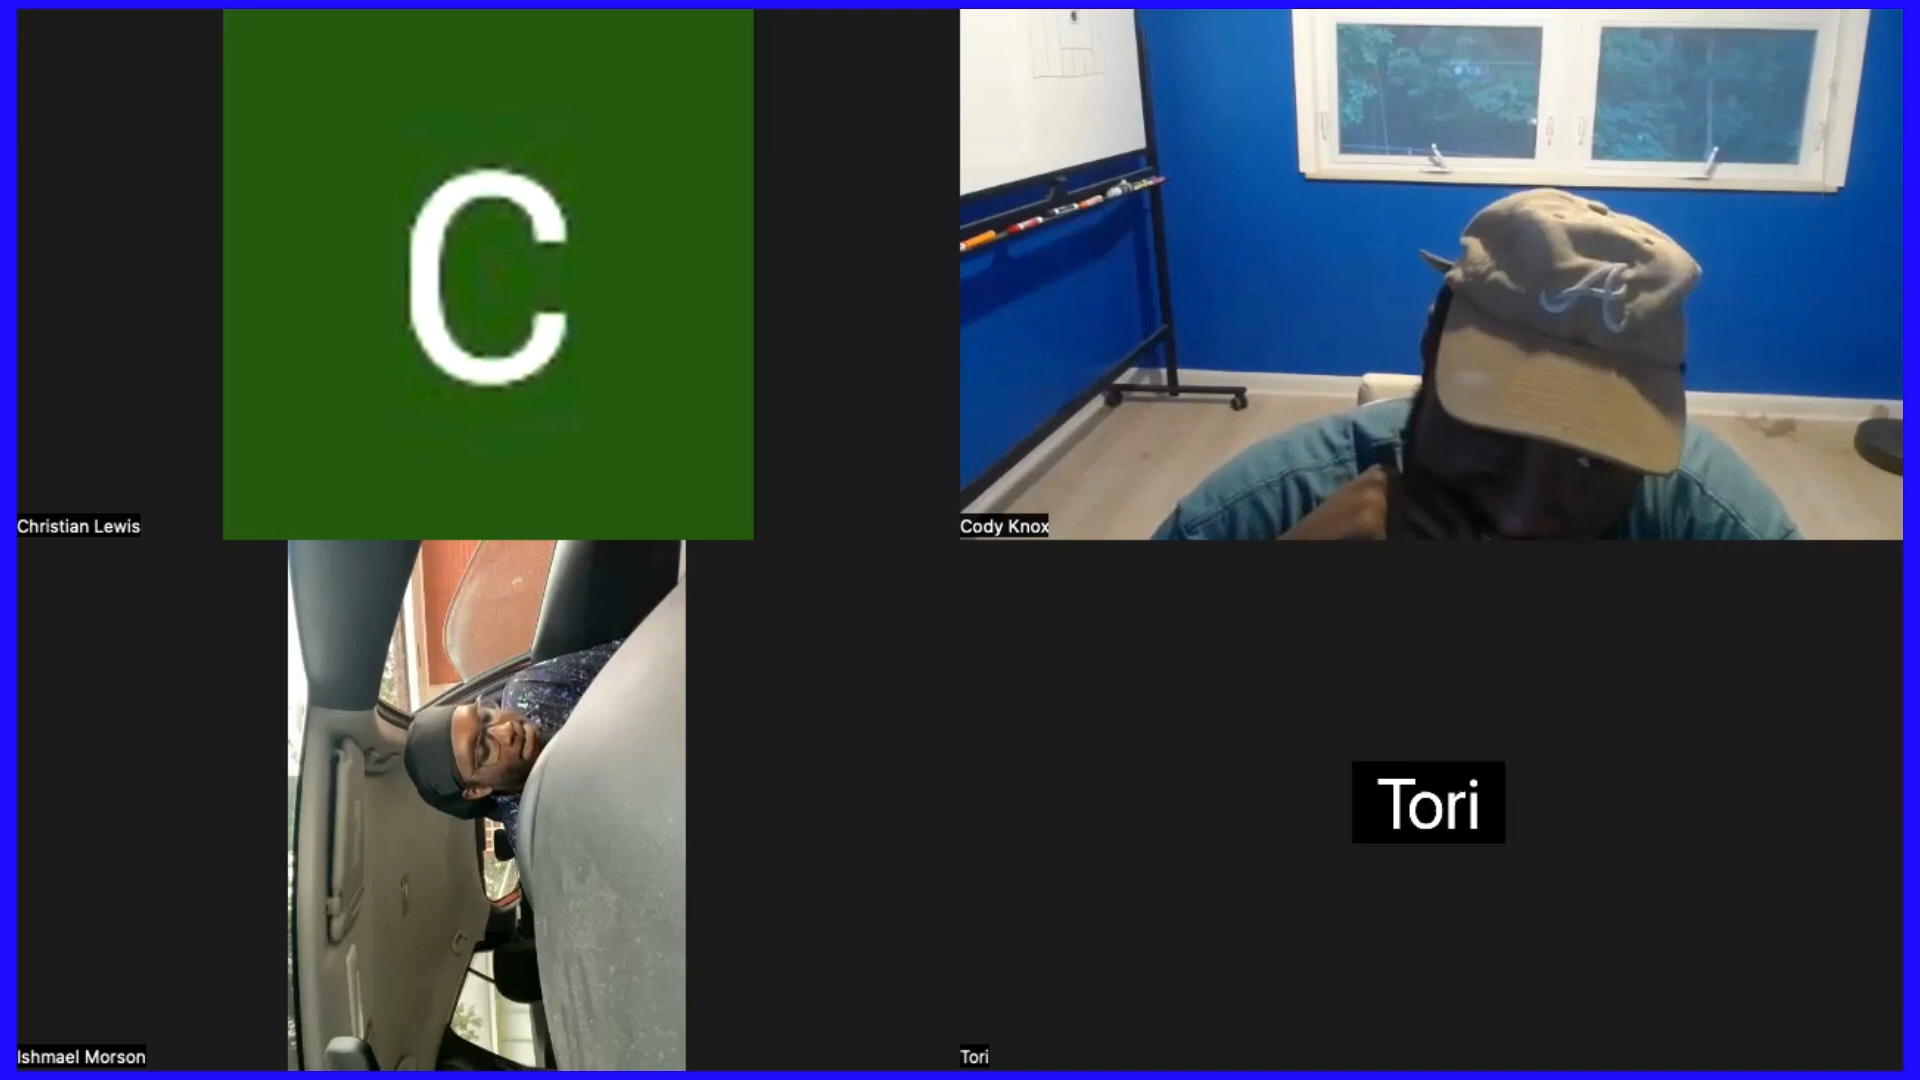 C
Christian Lewis
A
Cody Knox
Ishmael Morson
Tori
Tori